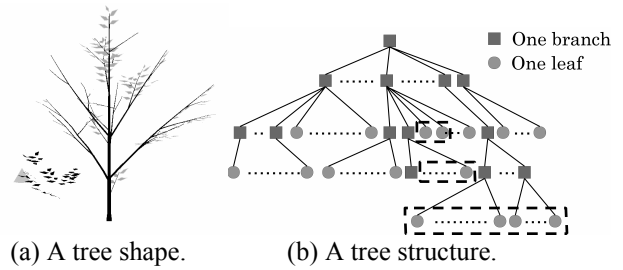 One branch
One leaf
(a) A tree shape.
(b) A tree structure.